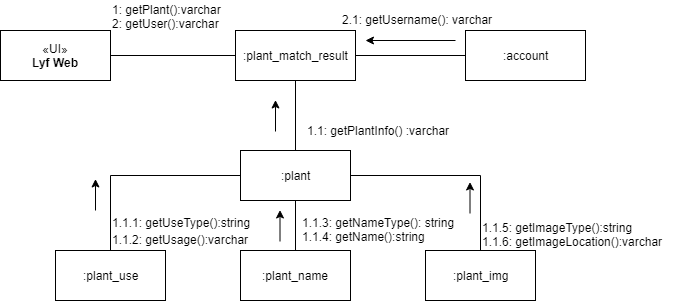 1: getPlant():varchar
2: getUser():varchar
2.1: getUsername(): varchar
«UI»
Lyf Web
:plant_match_result
:account
1.1: getPlantInfo() :varchar
:plant
1.1.1: getUseType():string
1.1.2: getUsage():varchar
1.1.3: getNameType(): string
1.1.4: getName():string
1.1.5: getImageType():string
1.1.6: getImageLocation():varchar
:plant_use
:plant_name
:plant_img